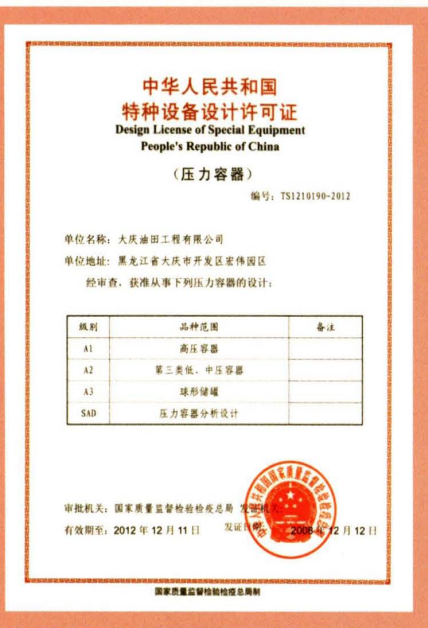 中华人民共和国
特种设备设计许可证
Design License of Special Equipment
People's Republic of China
（压力容器）
编号：TS1210190-2012
单位名称：大庆油田工程有限公司
单位地址：黑龙江省大庆市开发区宏伟园区
经审查，获准从事下列压力容器的设计：
级别 品种范围 备注
A1 高压容器
A2 第三类低、中压容器
A3 球形储罐
SAD 压力容器分析设计
审批机关：国家质量监督检验检疫总局 发证机关：
有效期至：2012 年 12 月 11 日 发证日期：2008 年 12 月 12 日
国家质量监督检验检疫总局制